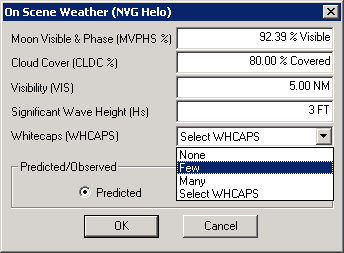 On Scene Weather (NVG Helo)
Moon Visible & Phase (MVPHS %) 92.39 % Visible
Cloud Cover (CLDC %) 80.00 % Covered
Visibility (VIS) 5.00 NM
Significant Wave Height (Hs) 3 FT
Whitecaps (WHCAPS) Select WHCAPS
None
Few
Many
Select WHCAPS
Predicted/Observed
Predicted
OK Cancel